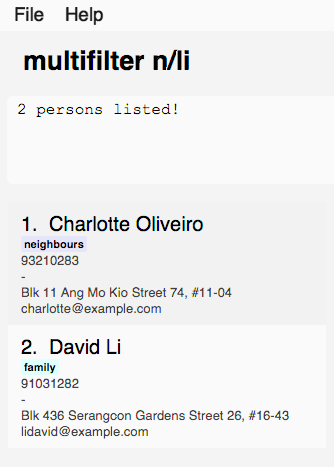 File Help
multifilter n/li
2 persons listed!
1. Charlotte Oliveiro
neighbours
93210283
-
Blk 11 Ang Mo Kio Street 74, #11-04
charlotte@example.com
2. David Li
family
91031282
-
Blk 436 Serangoon Gardens Street 26, #16-43
lidavid@example.com